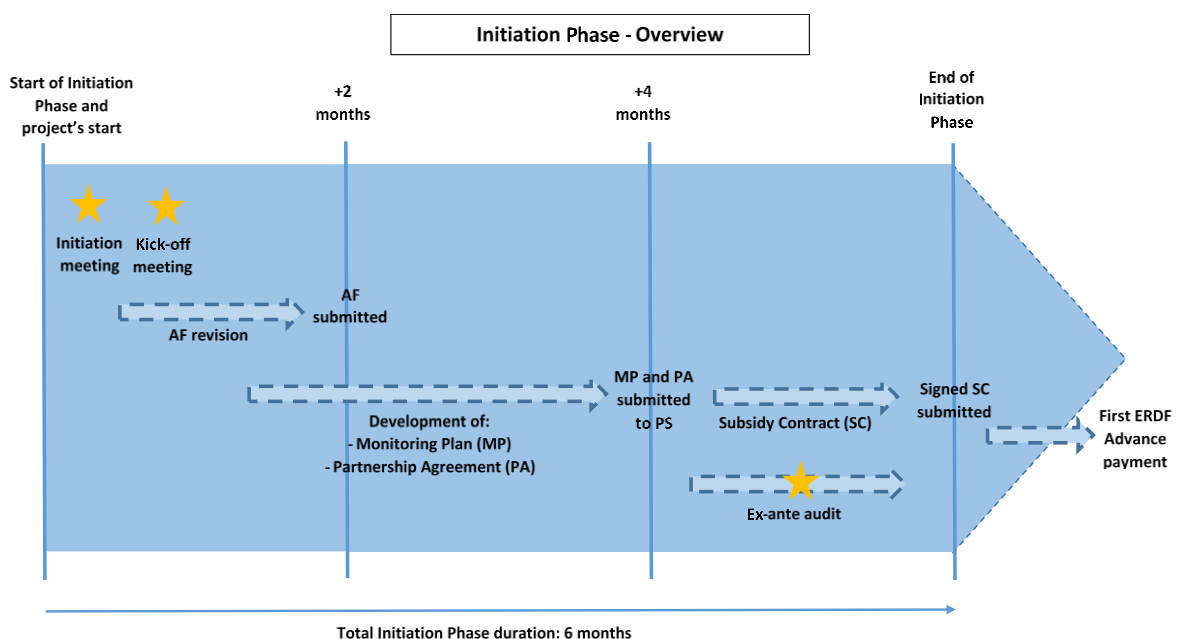 Initiation Phase - Overview
Start of Initiation
Phase and
project's start
+2
months
+4
months
End of
Initiation
Phase
Initiation
meeting
Kick-off
meeting
AF revision
AF
submitted
Development of:
- Monitoring Plan (MP)
- Partnership Agreement (PA)
MP and PA
submitted
to PS
Subsidy Contract (SC)
Ex-ante audit
Signed SC
submitted
First ERDF
Advance
payment
Total Initiation Phase duration: 6 months